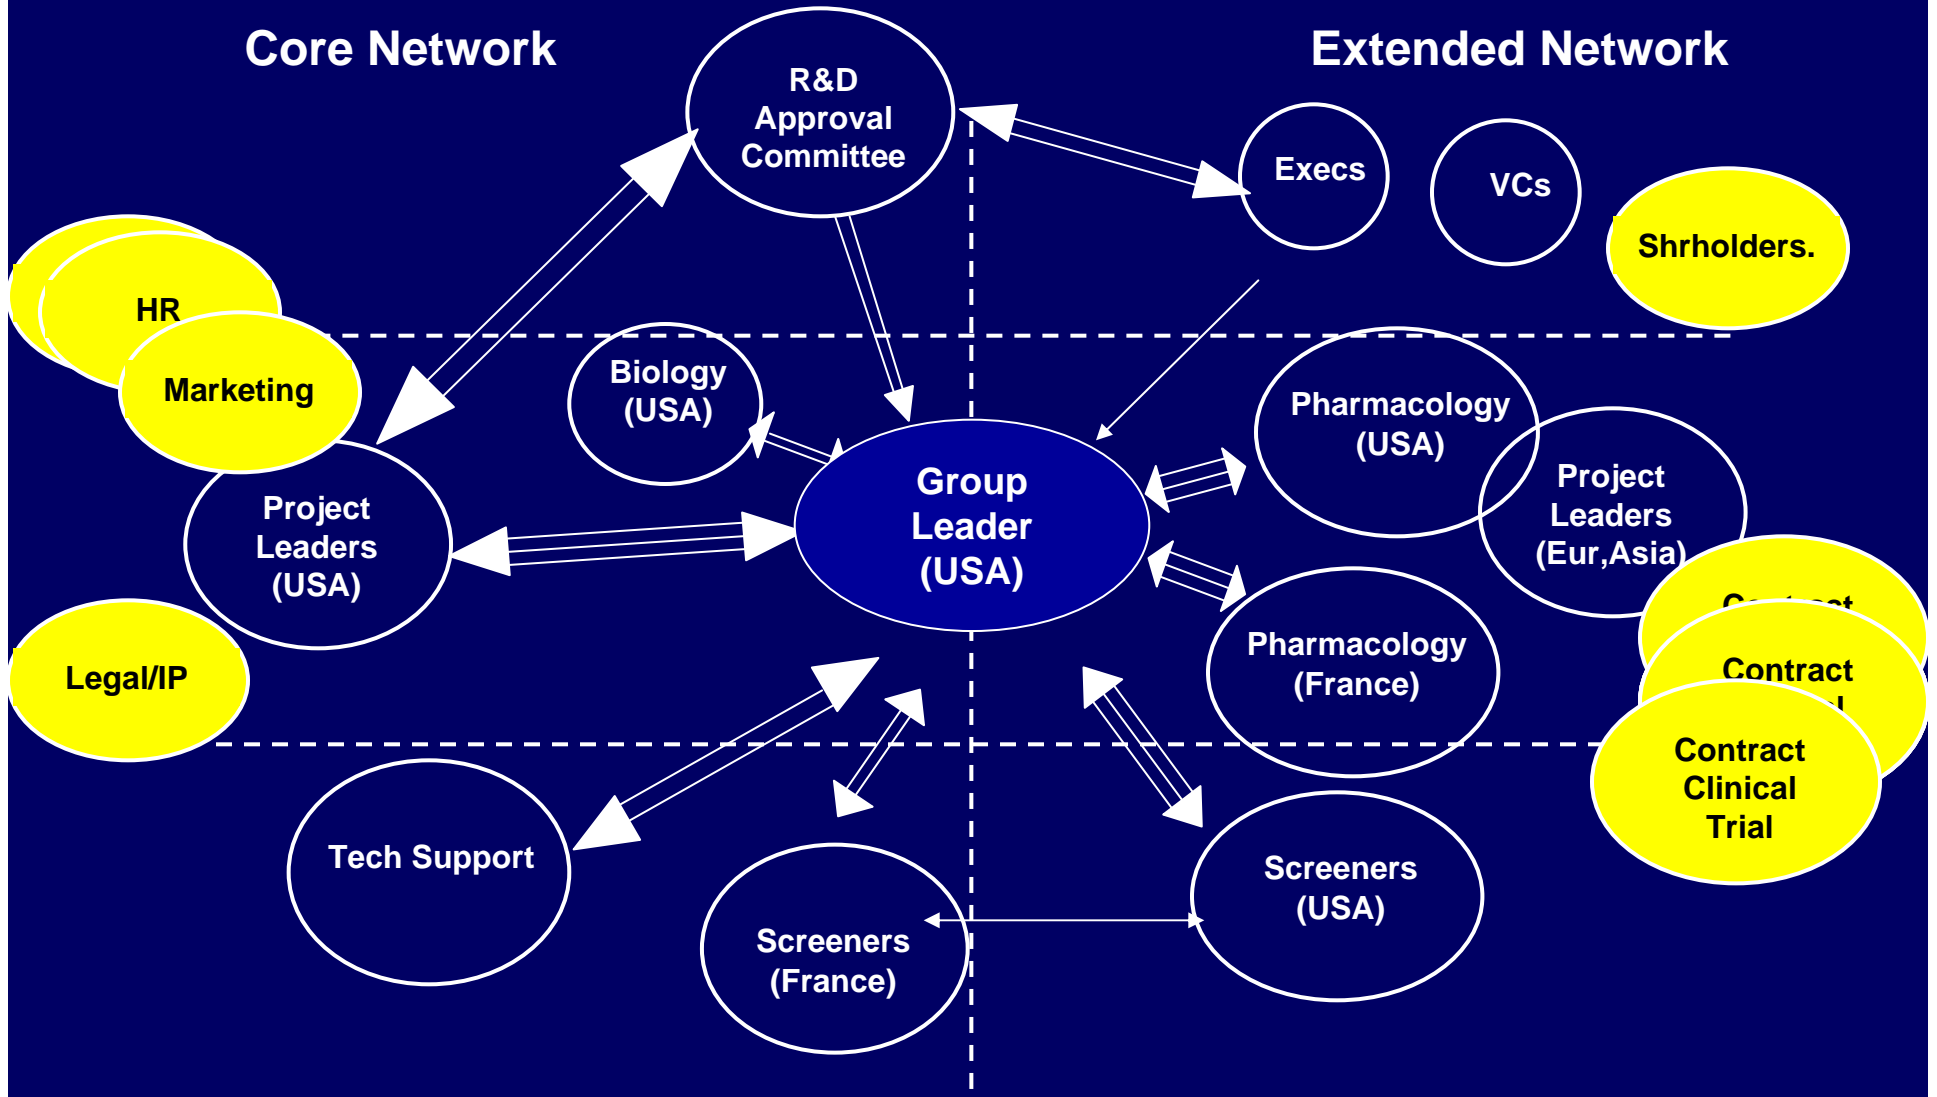 Core Network
Extended Network
R&D
Approval
Committee
Execs
VCs
Shrholders.
HR
Marketing
Biology
(USA)
Pharmacology
(USA)
Group
Leader
(USA)
Project
Leaders
(USA)
Project
Leaders
(Eur,Asia)
Legal/IP
Pharmacology
(France)
Contract
Contract
Contract
Clinical
Trial
Tech Support
Screeners
(USA)
Screeners
(France)